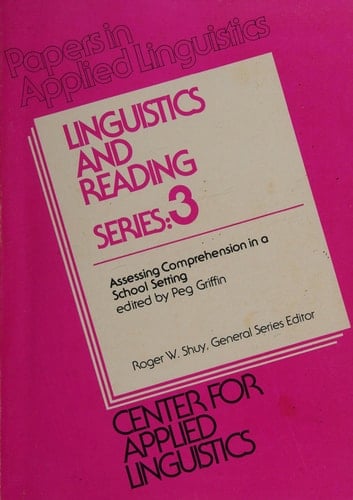 Papers in
Applied Linguistics
LINGUISTICS
AND
READING
SERIES:3
Assessing Comprehension in a
School Setting
edited by Peg Griffin
Roger W. Shuy, General Series Editor
CENTER FOR
APPLIED
LINGUISTICS